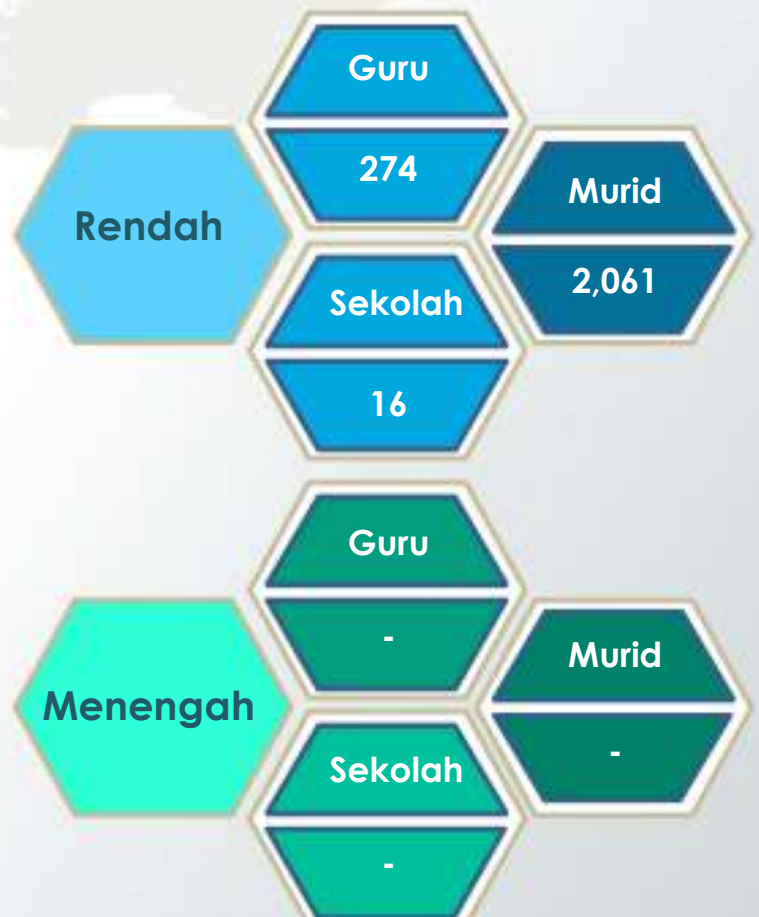 Rendah
Guru
274
Sekolah
16
Murid
2,061
Menengah
Guru
-
Sekolah
-
Murid
-